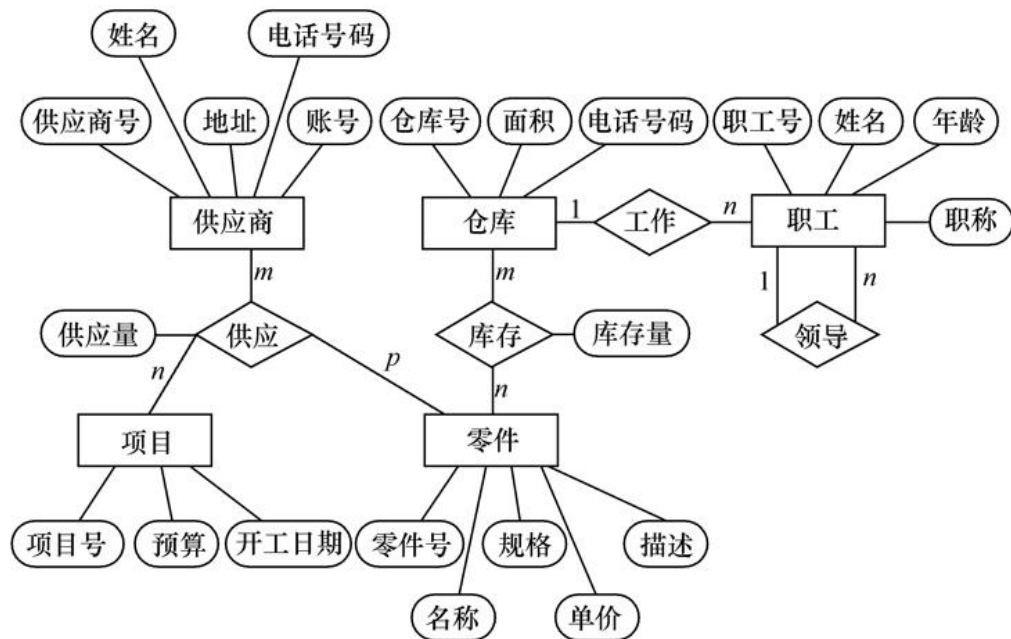 姓名 电话号码
供应商号 地址 账号 仓库号 面积 电话号码 职工号 姓名 年龄
供应商 仓库 1 工作 n 职工 职称
m m 1 n
供应量 供应 库存 库存量 领导
n p n
项目 零件
项目号 预算 开工日期 零件号 规格 描述
名称 单价